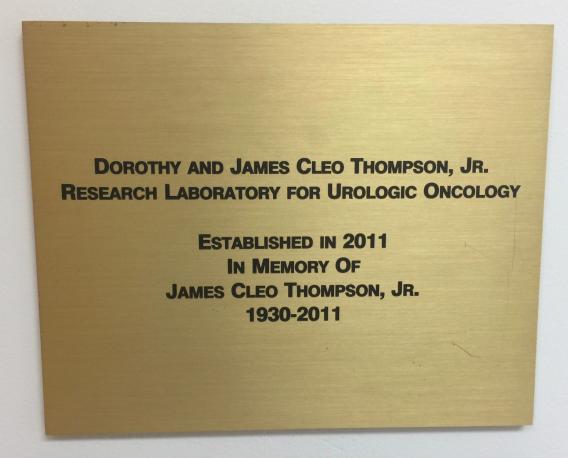 Dorothy and James Cleo Thompson, Jr.
Research Laboratory for Urologic Oncology
Established in 2011
In Memory Of
James Cleo Thompson, Jr.
1930-2011